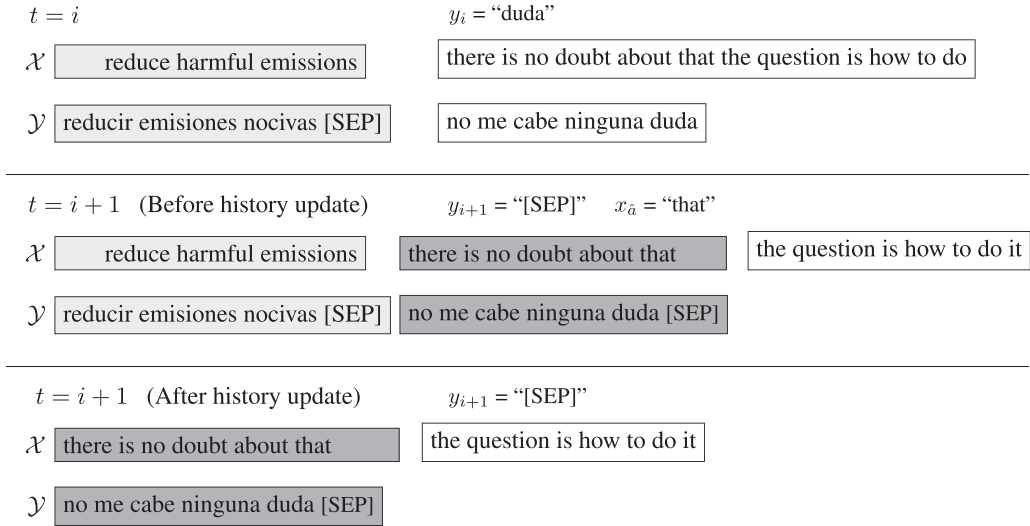 t = i    y_i = “duda”
𝒳 reduce harmful emissions    there is no doubt about that the question is how to do
𝒴 reducir emisiones nocivas [SEP]    no me cabe ninguna duda
t = i + 1 (Before history update)    y_{i+1} = “[SEP]”    x_{â} = “that”
𝒳 reduce harmful emissions    there is no doubt about that    the question is how to do it
𝒴 reducir emisiones nocivas [SEP]    no me cabe ninguna duda [SEP]
t = i + 1 (After history update)    y_{i+1} = “[SEP]”
𝒳 there is no doubt about that    the question is how to do it
𝒴 no me cabe ninguna duda [SEP]